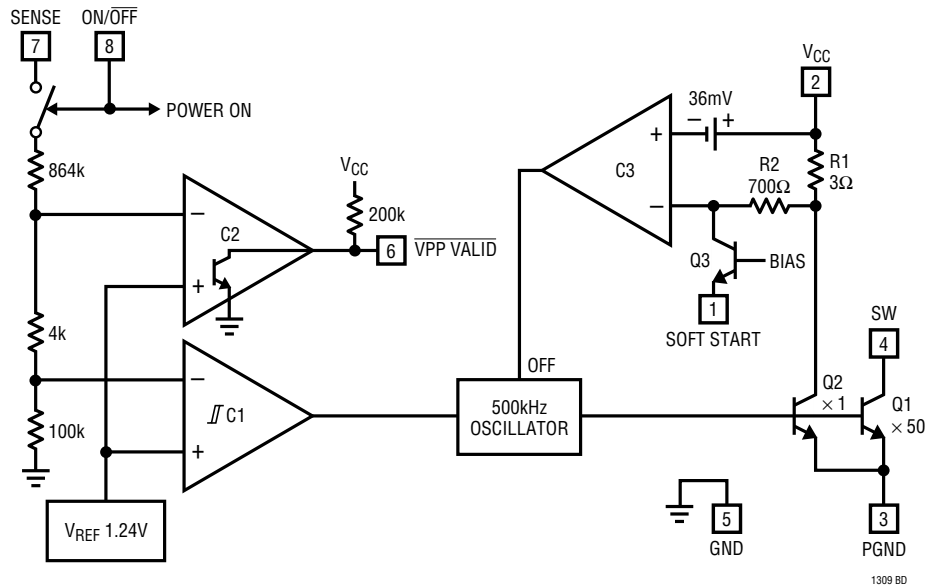 SENSE
7
ON/OFF
8
POWER ON
864k
4k
100k
VREF 1.24V
VCC
200k
C2
−
+
6
VPP VALID
C1
−
+
36mV
− +
VCC
2
C3
+
−
R2
700Ω
R1
3Ω
Q3
BIAS
1
SOFT START
OFF
500kHz
OSCILLATOR
SW
4
Q2
× 1
Q1
× 50
5
GND
3
PGND
1309 BD